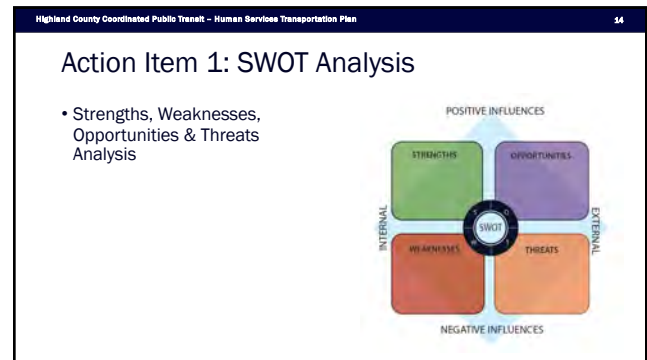 Highland County Coordinated Public Transit – Human Services Transportation Plan
14
Action Item 1: SWOT Analysis
• Strengths, Weaknesses,
Opportunities & Threats
Analysis
POSITIVE INFLUENCES
STRENGTHS
OPPORTUNITIES
INTERNAL
SWOT
EXTERNAL
WEAKNESSES
THREATS
NEGATIVE INFLUENCES